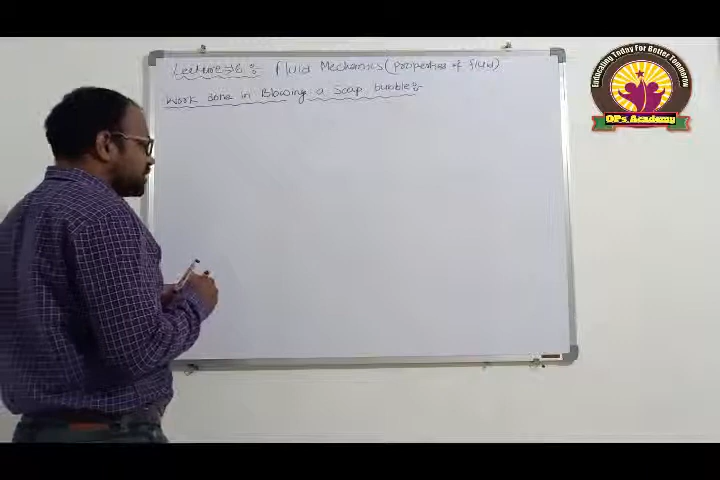 Lecture-16 : Fluid Mechanics (properties of fluid)
Work done in Blowing a Soap bubble :-
Educating Today For Better Tomorrow
OPs Academy